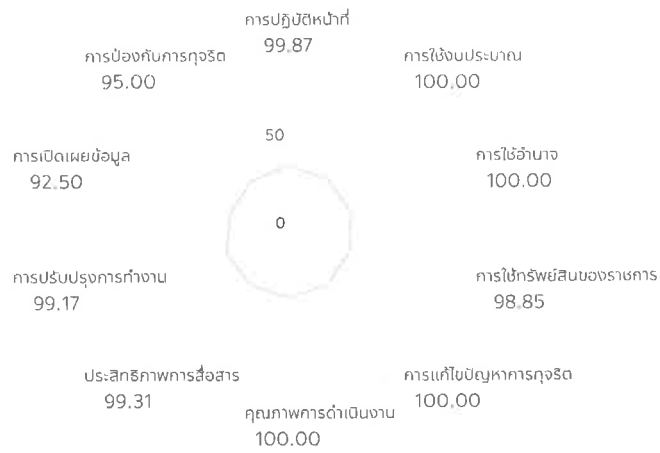 การปฏิบัติหน้าที่
99.87
การป้องกันการทุจริต
95.00
การใช้งบประมาณ
100.00
50
การเปิดเผยข้อมูล
92.50
การใช้อำนาจ
100.00
0
การปรับปรุงการทำงาน
99.17
การใช้ทรัพย์สินของราชการ
98.85
ประสิทธิภาพการสื่อสาร
99.31
การแก้ไขปัญหาการทุจริต
100.00
คุณภาพการดำเนินงาน
100.00